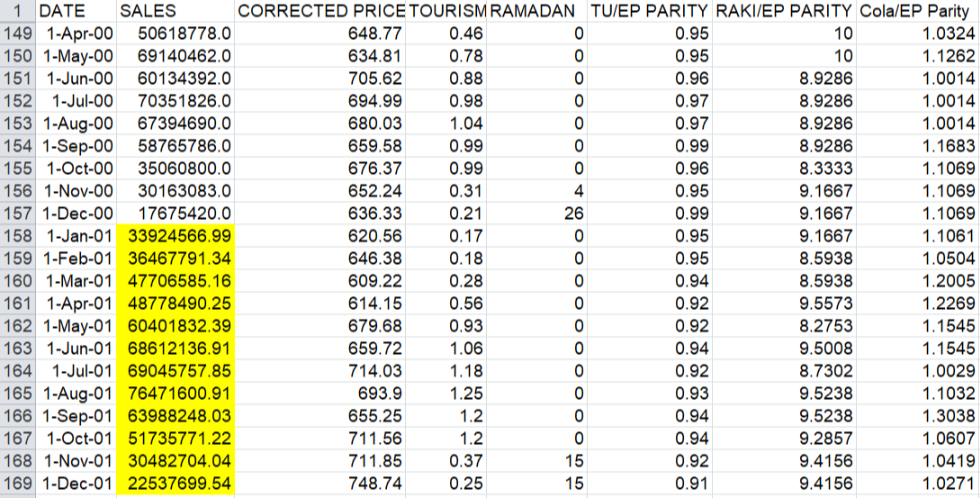 1 DATE SALES CORRECTED PRICE TOURISM RAMADAN TU/EP PARITY RAKI/EP PARITY Cola/EP Parity
149 1-Apr-00 50618778.0 648.77 0.46 0 0.95 10 1.0324
150 1-May-00 69140462.0 634.81 0.78 0 0.95 10 1.1262
151 1-Jun-00 60134392.0 705.62 0.88 0 0.96 8.9286 1.0014
152 1-Jul-00 70351826.0 694.99 0.98 0 0.97 8.9286 1.0014
153 1-Aug-00 67394690.0 680.03 1.04 0 0.97 8.9286 1.0014
154 1-Sep-00 58765786.0 659.58 0.99 0 0.99 8.9286 1.1683
155 1-Oct-00 35060800.0 676.37 0.99 0 0.96 8.3333 1.1069
156 1-Nov-00 30163083.0 652.24 0.31 4 0.95 9.1667 1.1069
157 1-Dec-00 17675420.0 636.33 0.21 26 0.99 9.1667 1.1069
158 1-Jan-01 33924566.99 620.56 0.17 0 0.95 9.1667 1.1061
159 1-Feb-01 36467791.34 646.38 0.18 0 0.95 8.5938 1.0504
160 1-Mar-01 47706585.16 609.22 0.28 0 0.94 8.5938 1.2005
161 1-Apr-01 48778490.25 614.15 0.56 0 0.92 9.5573 1.2269
162 1-May-01 60401832.39 679.68 0.93 0 0.92 8.2753 1.1545
163 1-Jun-01 68612136.91 659.72 1.06 0 0.94 9.5008 1.1545
164 1-Jul-01 69045757.85 714.03 1.18 0 0.92 8.7302 1.0029
165 1-Aug-01 76471600.91 693.9 1.25 0 0.93 9.5238 1.1032
166 1-Sep-01 63988248.03 655.25 1.2 0 0.94 9.5238 1.3038
167 1-Oct-01 51735771.22 711.56 1.2 0 0.94 9.2857 1.0607
168 1-Nov-01 30482704.04 711.85 0.37 15 0.92 9.4156 1.0419
169 1-Dec-01 22537699.54 748.74 0.25 15 0.91 9.4156 1.0271